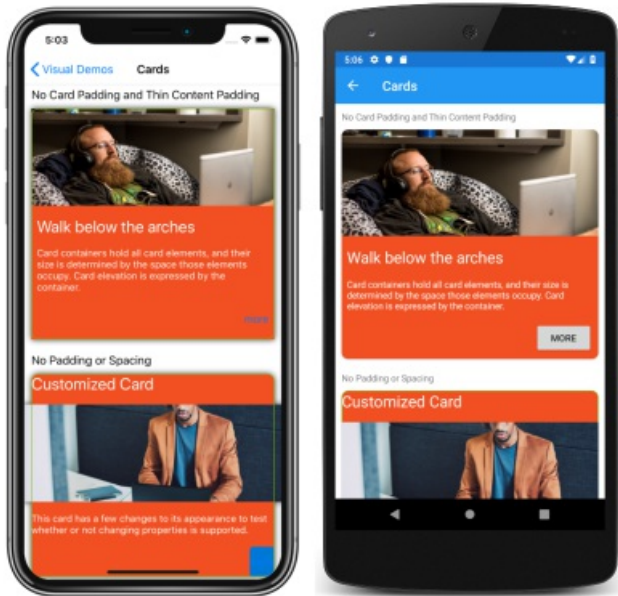 5:03
Visual Demos Cards
No Card Padding and Thin Content Padding
Walk below the arches
Card containers hold all card elements, and their
size is determined by the space those elements
occupy. Card elevation is expressed by the
container.
more
No Padding or Spacing
Customized Card
This card has a few changes to its appearance to test
whether or not changing properties is supported.
5:06
Cards
No Card Padding and Thin Content Padding
Walk below the arches
Card containers hold all card elements, and their size is
determined by the space those elements occupy. Card
elevation is expressed by the container.
MORE
No Padding or Spacing
Customized Card